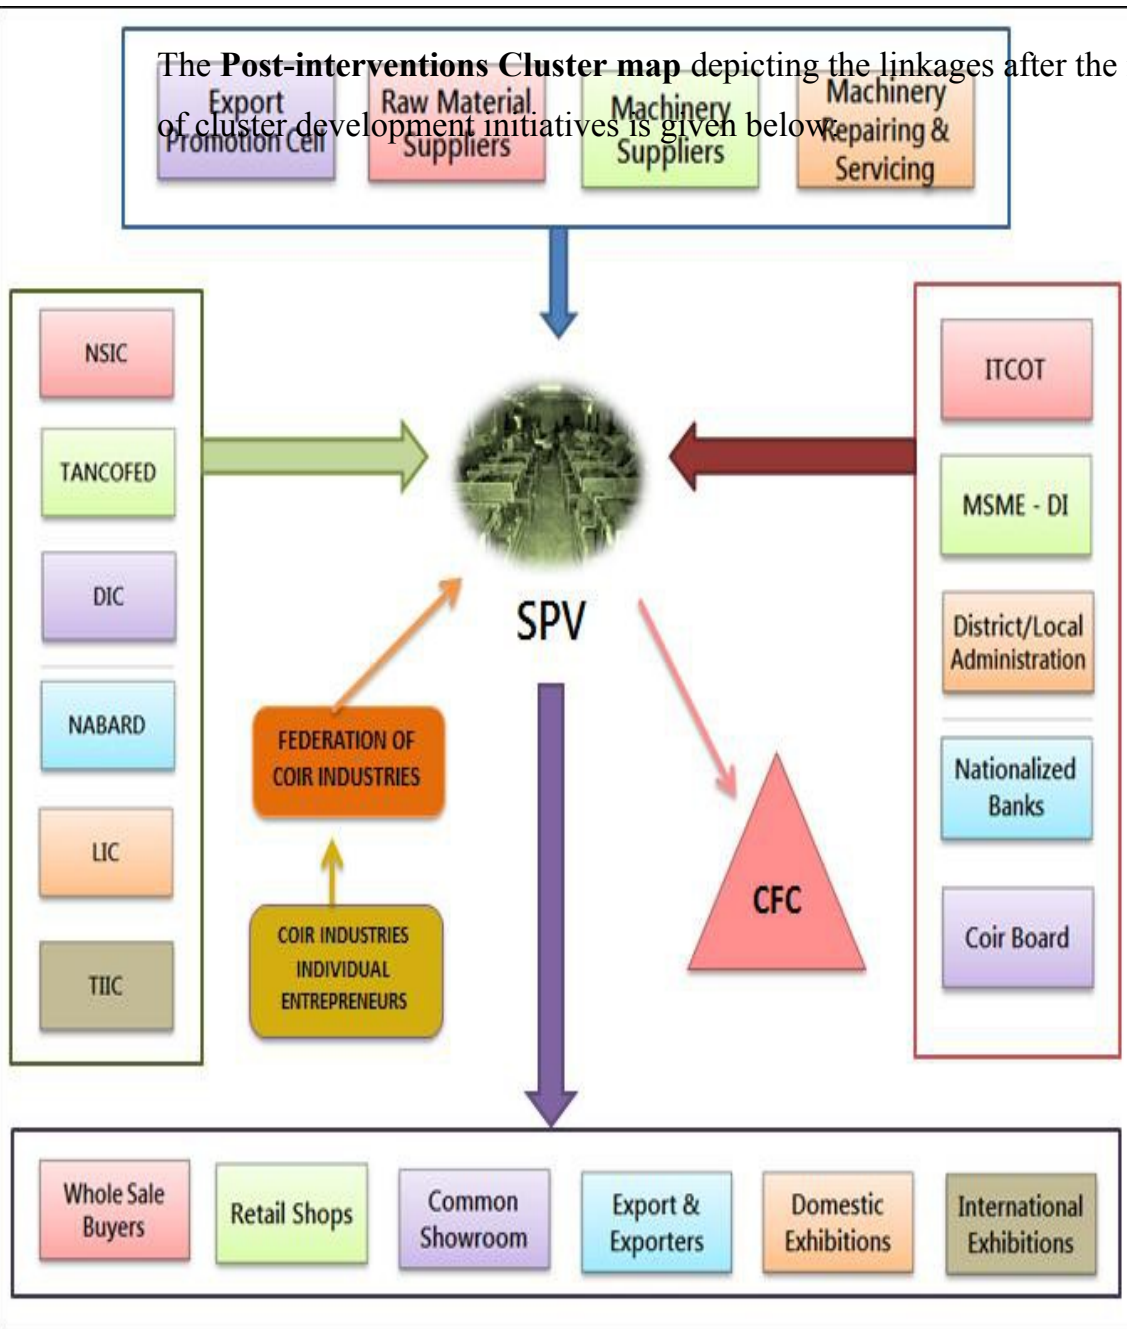 The Post-interventions Cluster map depicting the linkages after the
of cluster development initiatives is given below:
Export
Promotion Cell
Raw Material
Suppliers
Machinery
Suppliers
Machinery
Repairing &
Servicing
NSIC
TANCOFED
DIC
NABARD
LIC
TIIC
ITCOT
MSME - DI
District/Local
Administration
Nationalized
Banks
Coir Board
SPV
FEDERATION OF
COIR INDUSTRIES
COIR INDUSTRIES
INDIVIDUAL
ENTREPRENEURS
CFC
Whole Sale
Buyers
Retail Shops
Common
Showroom
Export &
Exporters
Domestic
Exhibitions
International
Exhibitions